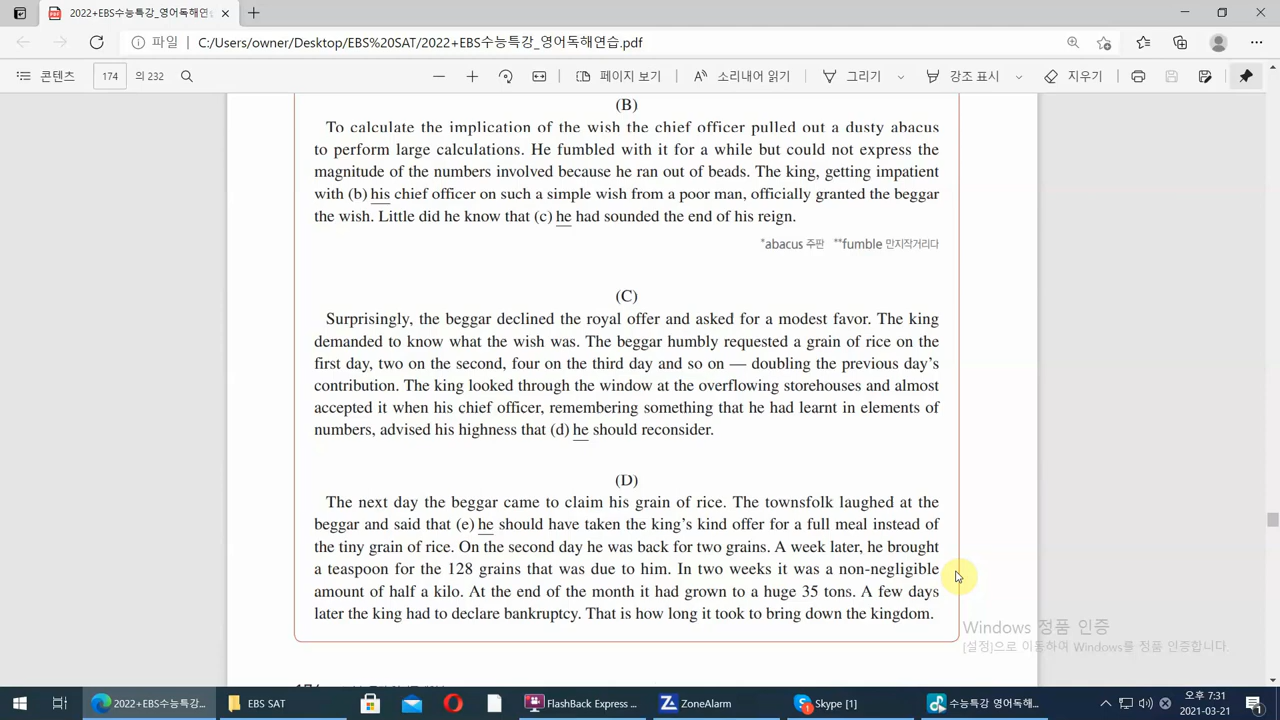 2022+EBS수능특강_영어독해연습
파일
C:/Users/owner/Desktop/EBS%20SAT/2022+EBS수능특강_영어독해연습.pdf
콘텐츠
174
의 232
페이지 보기
소리내어 읽기
그리기
강조 표시
지우기
(B)
To calculate the implication of the wish the chief officer pulled out a dusty abacus
to perform large calculations. He fumbled with it for a while but could not express the
magnitude of the numbers involved because he ran out of beads. The king, getting impatient
with (b) his chief officer on such a simple wish from a poor man, officially granted the beggar
the wish. Little did he know that (c) he had sounded the end of his reign.
*abacus 주판 **fumble 만지작거리다
(C)
Surprisingly, the beggar declined the royal offer and asked for a modest favor. The king
demanded to know what the wish was. The beggar humbly requested a grain of rice on the
first day, two on the second, four on the third day and so on — doubling the previous day's
contribution. The king looked through the window at the overflowing storehouses and almost
accepted it when his chief officer, remembering something that he had learnt in elements of
numbers, advised his highness that (d) he should reconsider.
(D)
The next day the beggar came to claim his grain of rice. The townsfolk laughed at the
beggar and said that (e) he should have taken the king's kind offer for a full meal instead of
the tiny grain of rice. On the second day he was back for two grains. A week later, he brought
a teaspoon for the 128 grains that was due to him. In two weeks it was a non-negligible
amount of half a kilo. At the end of the month it had grown to a huge 35 tons. A few days
later the king had to declare bankruptcy. That is how long it took to bring down the kingdom.
Windows 정품 인증
[설정]으로 이동하여 Windows를 정품 인증합니다.
2022+EBS수능특강...
EBS SAT
FlashBack Express ...
ZoneAlarm
Skype [1]
수능특강 영어독해...
오후 7:31
2021-03-21